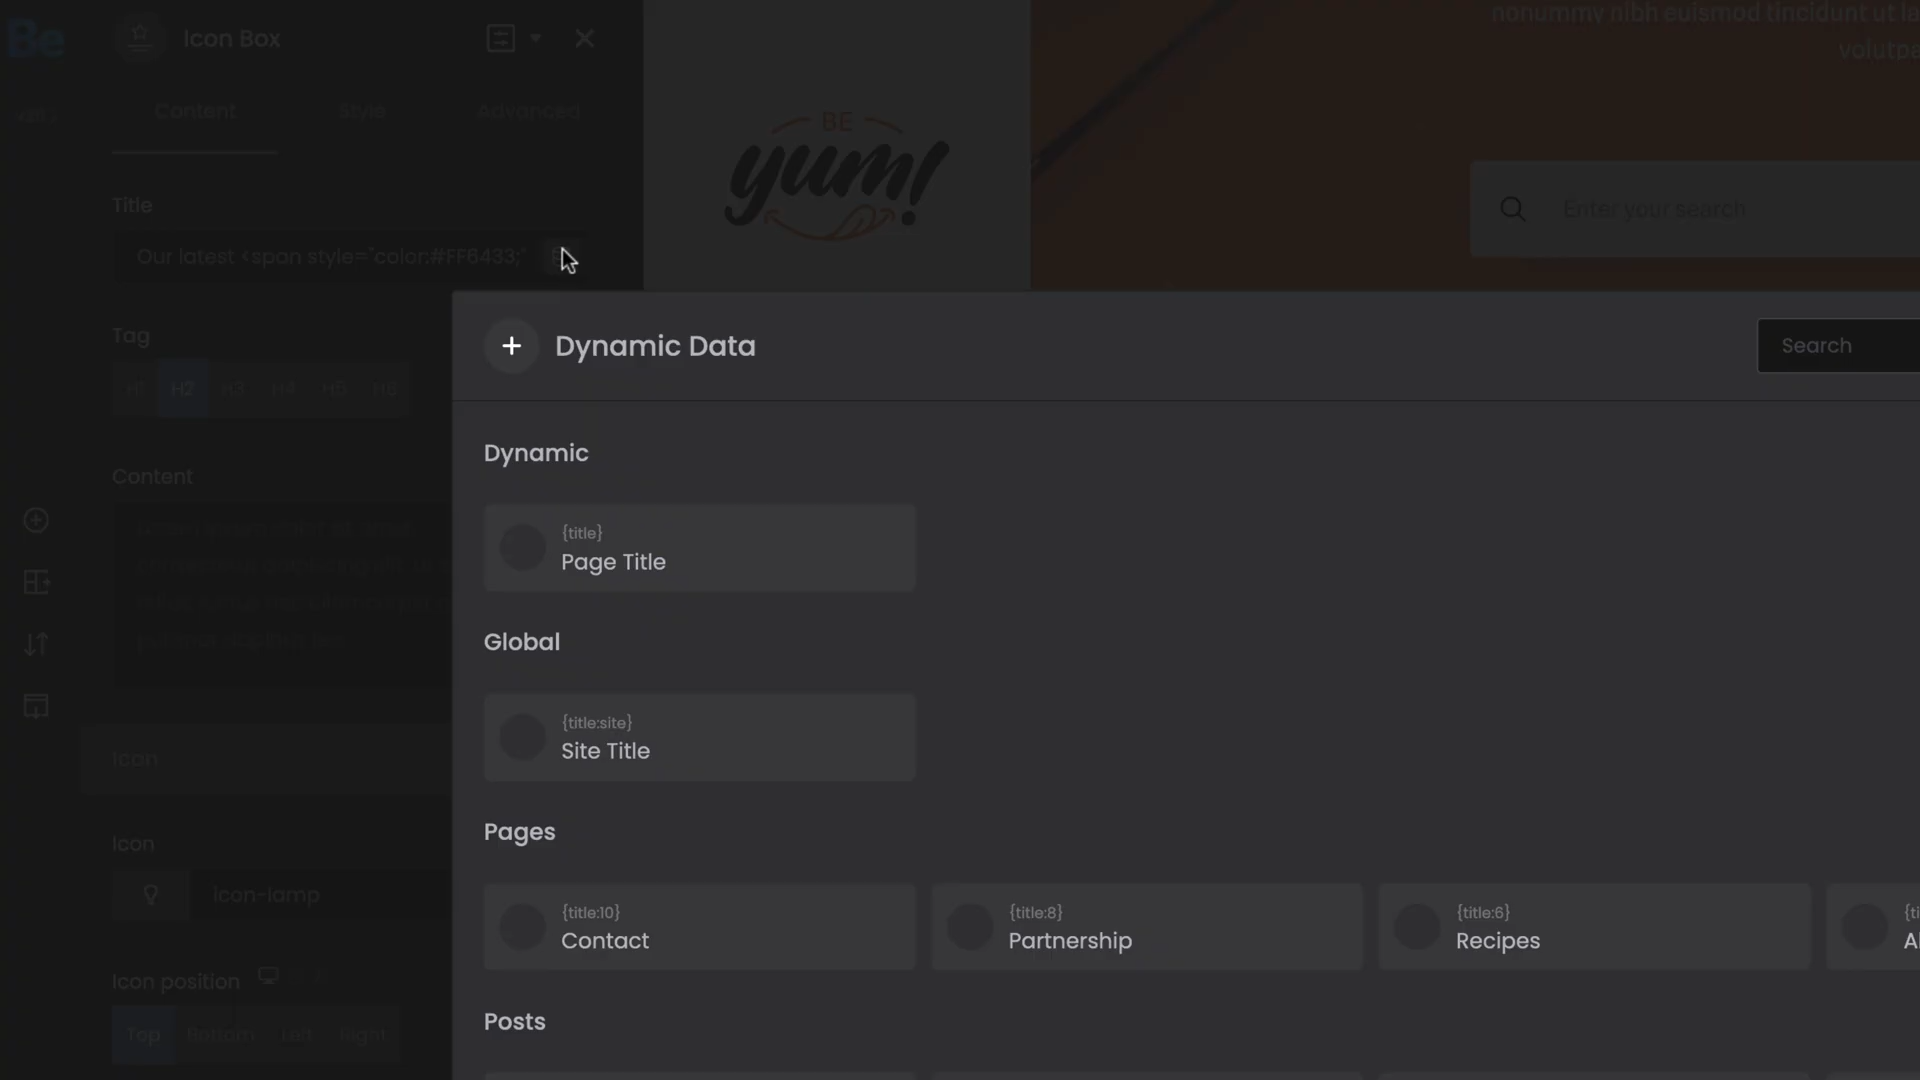 Be
Icon Box
Content
Style
Advanced
Title
Our latest <span style="color:#FF6433;"
Tag
H1
H2
H3
H4
H5
H6
Content
Icon
Icon
icon-lamp
Icon position
Top
Bottom
Left
Right
BE
yum!
nonummy nibh euismod tincidunt ut la
volutpa
Enter your search
Dynamic Data
Search
Dynamic
{title}
Page Title
Global
{title:site}
Site Title
Pages
{title:10}
Contact
{title:8}
Partnership
{title:6}
Recipes
{ti
Posts